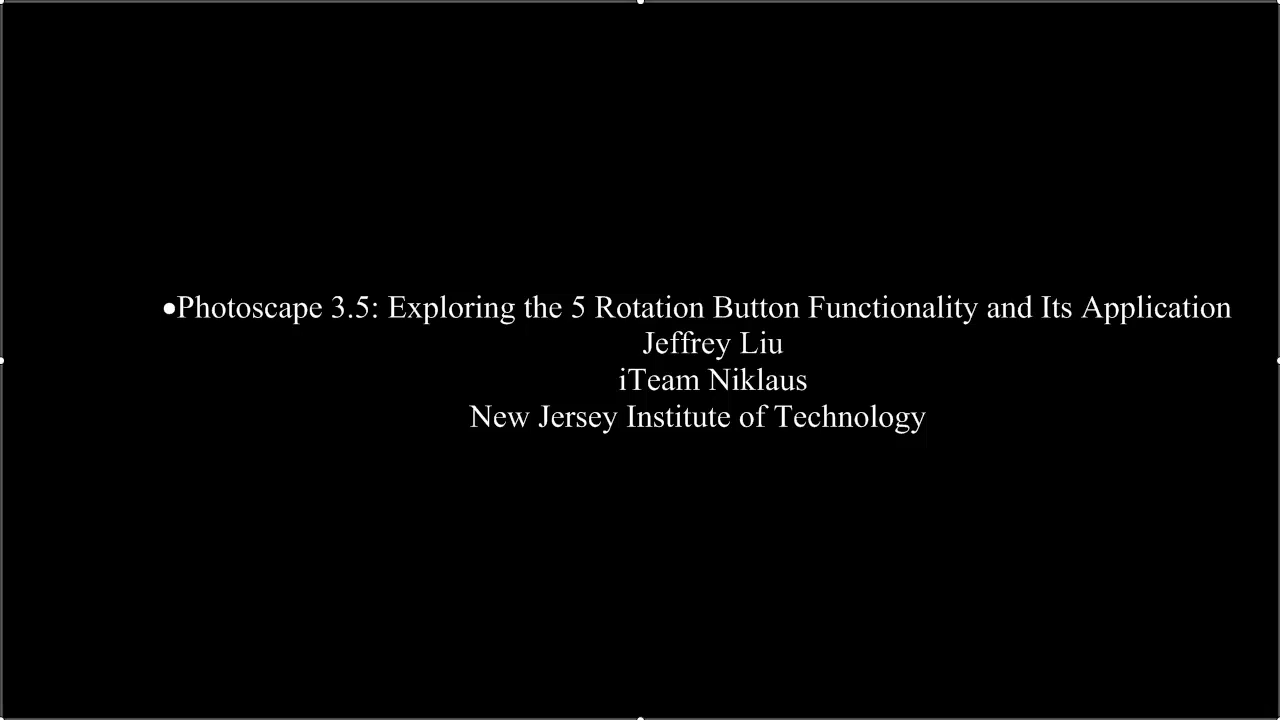 •Photoscape 3.5: Exploring the 5 Rotation Button Functionality and Its Application
Jeffrey Liu
iTeam Niklaus
New Jersey Institute of Technology